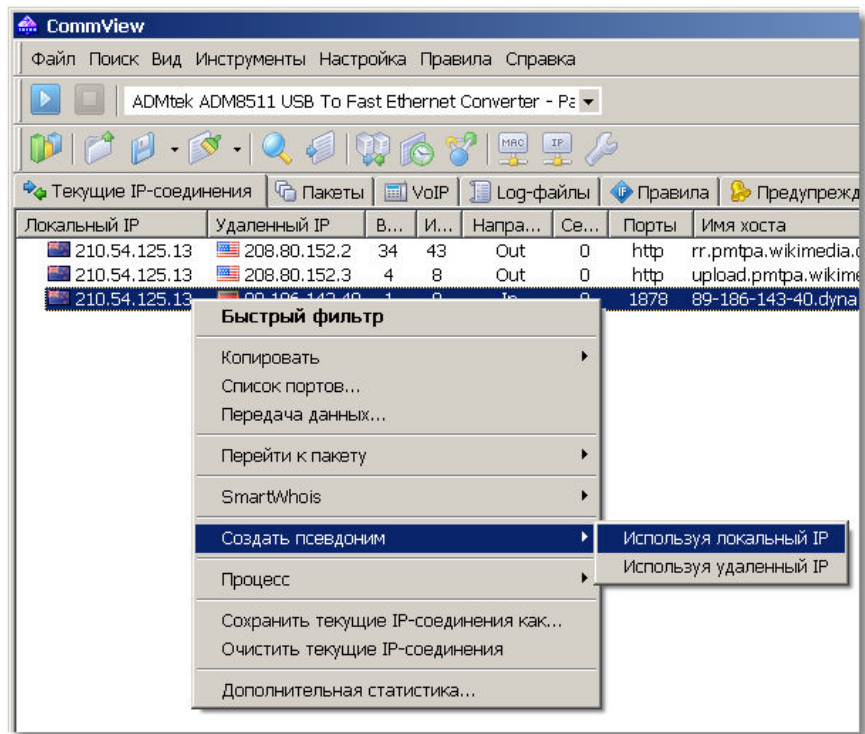 CommView
Файл Поиск Вид Инструменты Настройка Правила Справка
ADMtek ADM8511 USB To Fast Ethernet Converter - Pa
MAC IP
Текущие IP-соединения Пакеты VoIP Log-файлы Правила Предупрежд
Локальный IP Удаленный IP В... И... Напра... Се... Порты Имя хоста
210.54.125.13 208.80.152.2 34 43 Out 0 http rr.pmtpa.wikimedia.
210.54.125.13 208.80.152.3 4 8 Out 0 http upload.pmtpa.wikime
210.54.125.13 1878 89-186-143-40.dyna
Быстрый фильтр
Копировать
Список портов...
Передача данных...
Перейти к пакету
SmartWhois
Создать псевдоним
Используя локальный IP
Используя удаленный IP
Процесс
Сохранить текущие IP-соединения как...
Очистить текущие IP-соединения
Дополнительная статистика...